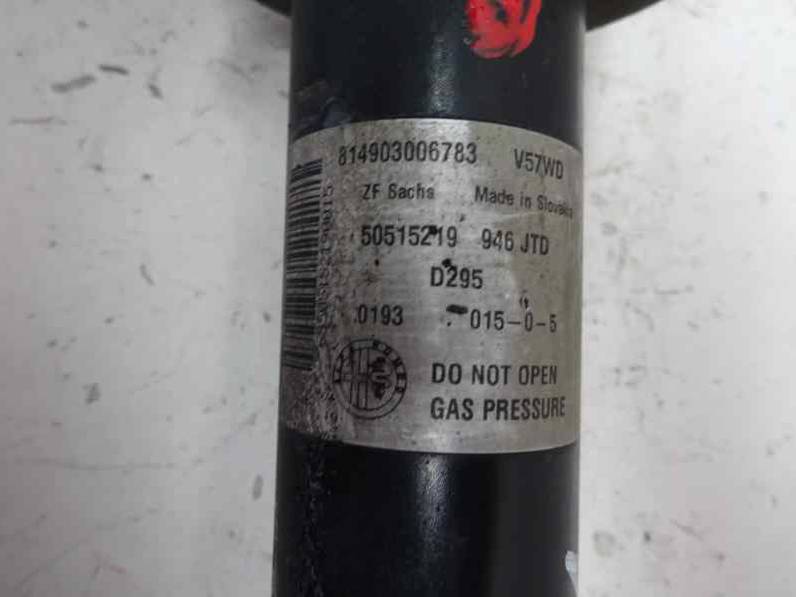 814903006783 V57WD
ZF Sachs Made in Slovakia
50515219 946 JTD
D295
0193 015-0-5
DO NOT OPEN
GAS PRESSURE